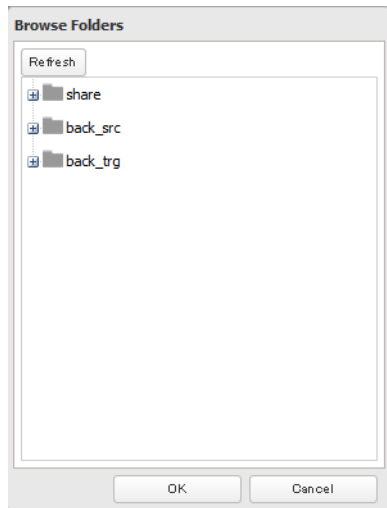 Browse Folders
Refresh
share
back_src
back_trg
OK
Cancel